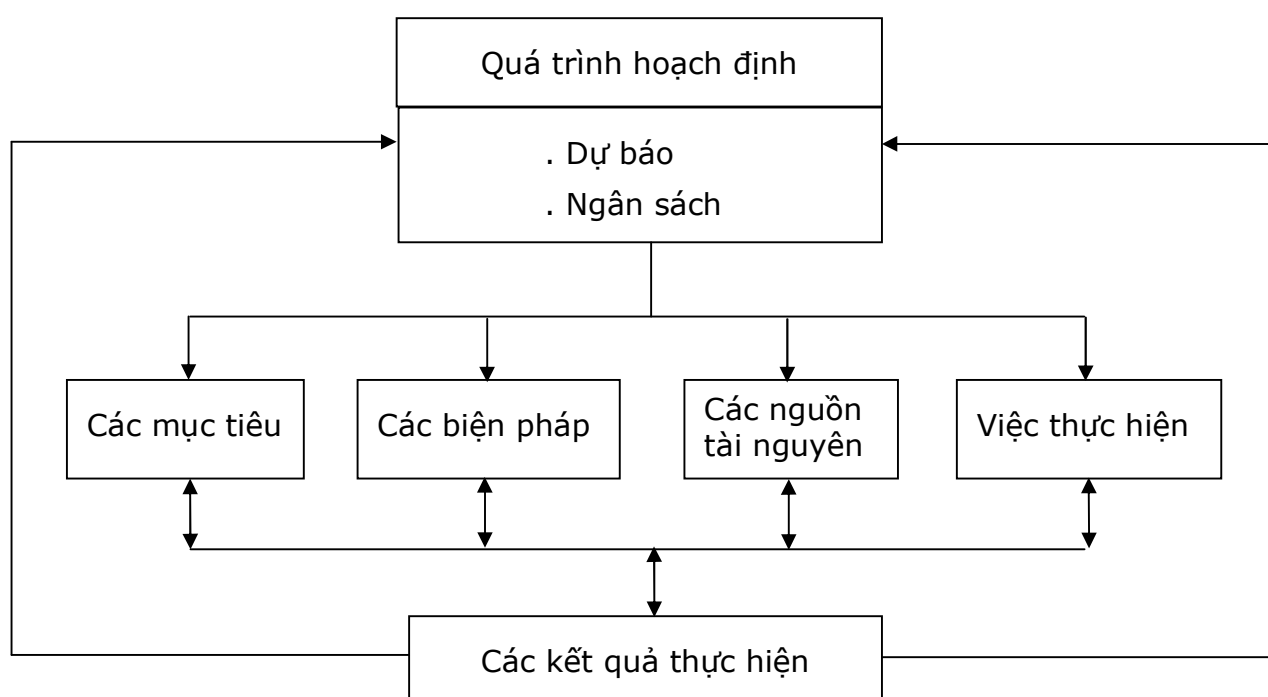 Quá trình hoạch định
. Dự báo
. Ngân sách
Các mục tiêu
Các biện pháp
Các nguồn
tài nguyên
Việc thực hiện
Các kết quả thực hiện